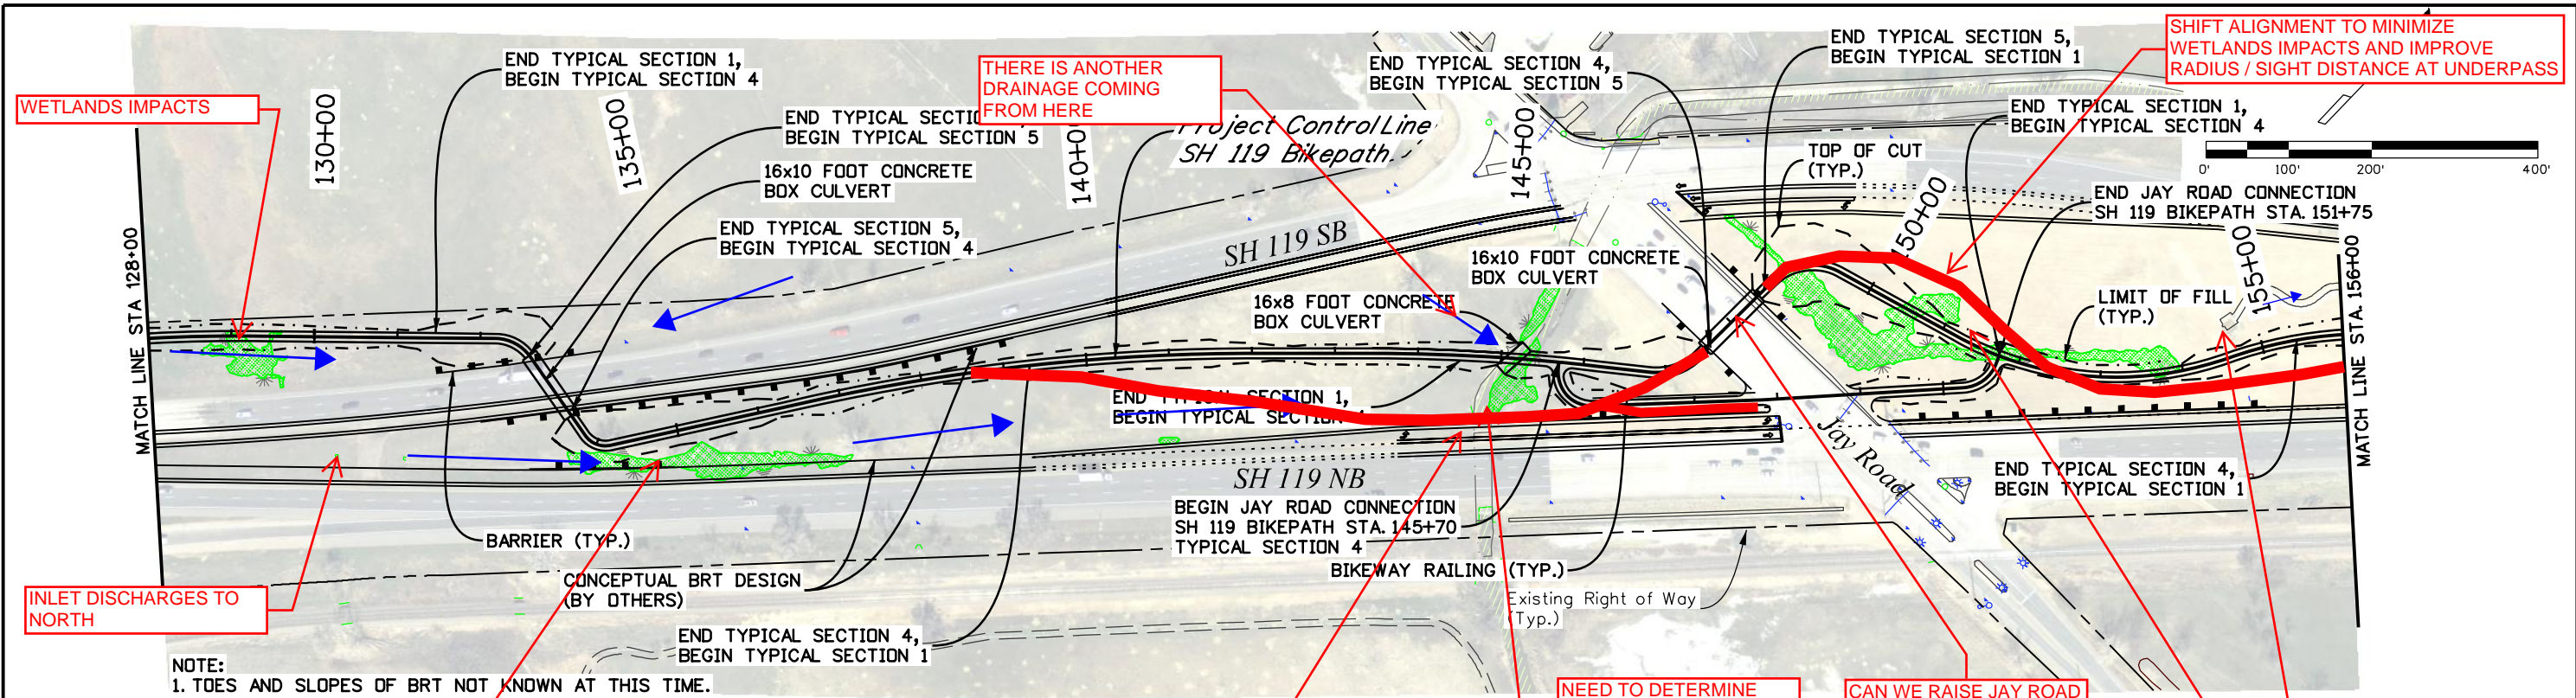 SHIFT ALIGNMENT TO MINIMIZE
WETLANDS IMPACTS AND IMPROVE
RADIUS / SIGHT DISTANCE AT UNDERPASS
END TYPICAL SECTION 1,
BEGIN TYPICAL SECTION 4
THERE IS ANOTHER
DRAINAGE COMING
FROM HERE
END TYPICAL SECTION 4,
BEGIN TYPICAL SECTION 5
END TYPICAL SECTION 5,
BEGIN TYPICAL SECTION 1
WETLANDS IMPACTS
130+00
135+00
END TYPICAL
BEGIN TYPICAL SECTION 5
140+00
Project Control Line
SH 119 Bikepath
145+00
END TYPICAL SECTION 1,
BEGIN TYPICAL SECTION 4
0' 100' 200' 400'
TOP OF CUT
(TYP.)
16x10 FOOT CONCRETE
BOX CULVERT
150+00
END JAY ROAD CONNECTION
SH 119 BIKEPATH STA. 151+75
END TYPICAL SECTION 5,
BEGIN TYPICAL SECTION 4
SH 119 SB
16x10 FOOT CONCRETE
BOX CULVERT
155+00
MATCH LINE STA 128+00
MATCH LINE STA. 156+00
16x8 FOOT CONCRETE
BOX CULVERT
LIMIT OF FILL
(TYP.)
END TYPICAL SECTION 1,
BEGIN TYPICAL SECTION
Jay Road
SH 119 NB
END TYPICAL SECTION 4,
BEGIN TYPICAL SECTION 1
BEGIN JAY ROAD CONNECTION
SH 119 BIKEPATH STA. 145+70
TYPICAL SECTION 4
BARRIER (TYP.)
BIKEWAY RAILING (TYP.)
CONCEPTUAL BRT DESIGN
(BY OTHERS)
INLET DISCHARGES TO
NORTH
Existing Right of Way
(Typ.)
END TYPICAL SECTION 4,
BEGIN TYPICAL SECTION 1
NOTE:
1. TOES AND SLOPES OF BRT NOT KNOWN AT THIS TIME.
NEED TO DETERMINE
CAN WE RAISE JAY ROAD